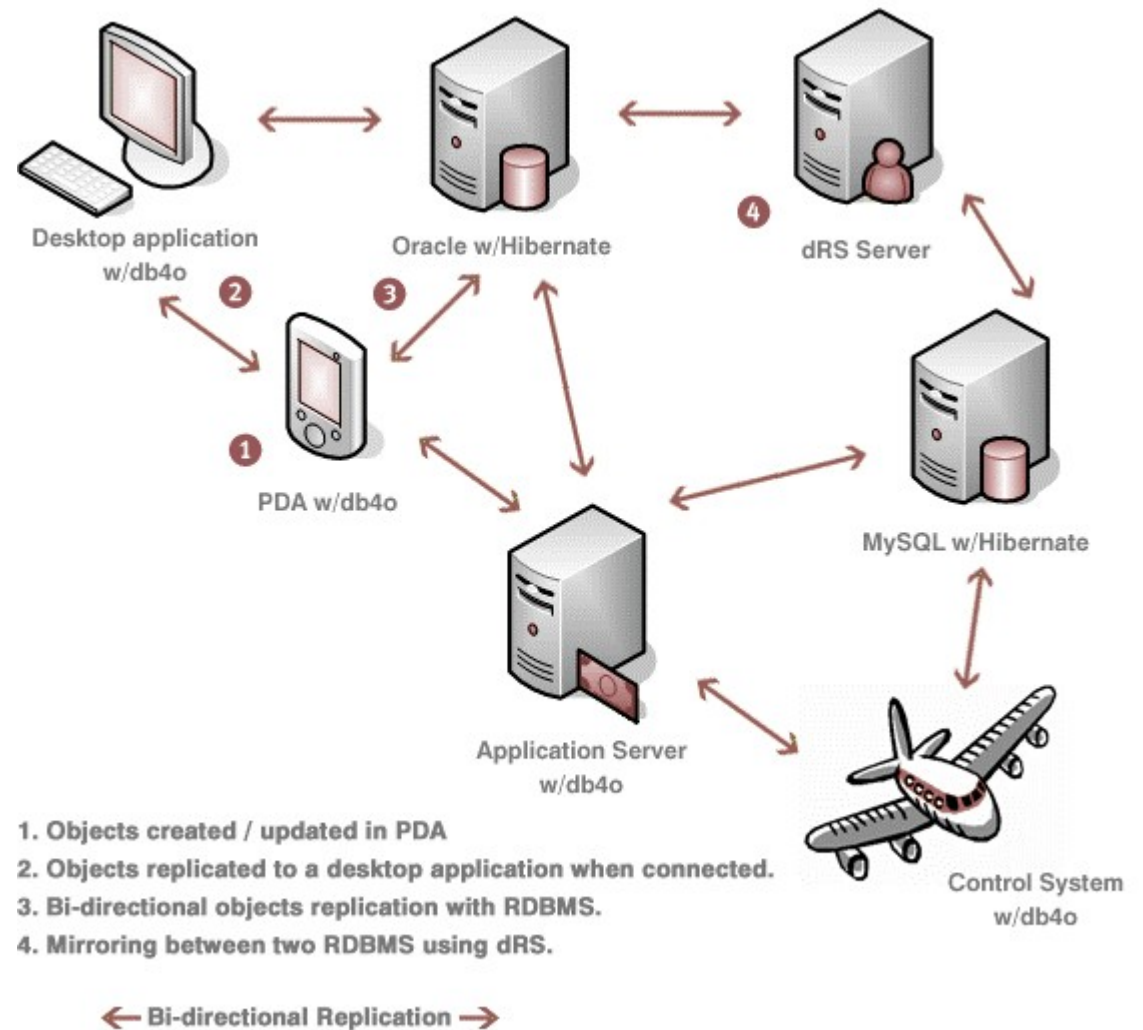 Desktop application
w/db4o
Oracle w/Hibernate
dRS Server
4
2
3
1
PDA w/db4o
MySQL w/Hibernate
Application Server
w/db4o
Control System
w/db4o
1. Objects created / updated in PDA
2. Objects replicated to a desktop application when connected.
3. Bi-directional objects replication with RDBMS.
4. Mirroring between two RDBMS using dRS.
Bi-directional Replication